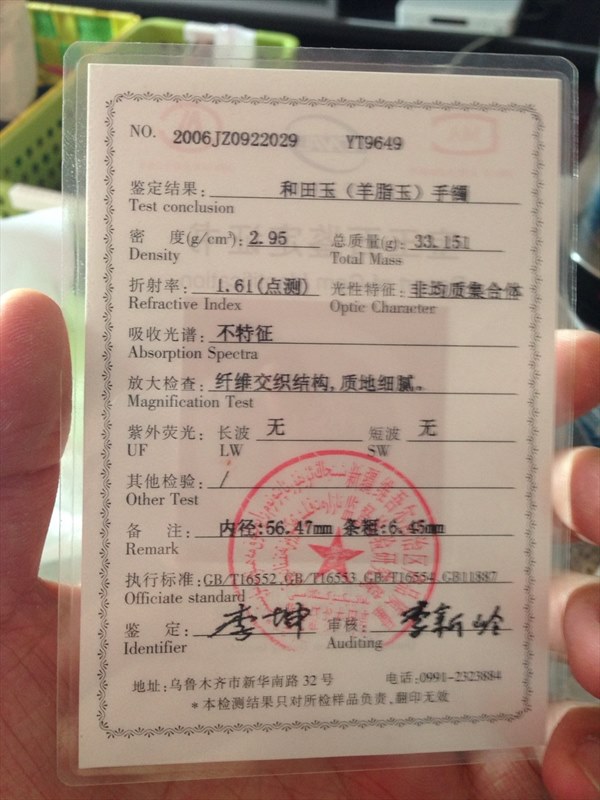 NO. 2006JZ0922029 YT9649
鉴定结果: 和田玉（羊脂玉）手镯
Test conclusion
密 度(g/cm³): 2.95 总质量(g): 33.151
Density Total Mass
折射率: 1.61(点测) 光性特征: 非均质集合体
Refractive Index Optic Character
吸收光谱: 不特征
Absorption Spectra
放大检查: 纤维交织结构,质地细腻。
Magnification Test
紫外荧光: 长波 无 短波 无
UF LW SW
其他检验: /
Other Test
备 注: 内径:56.47mm 条粗:6.45mm
Remark
执行标准: GB/T16552,GB/T16553,GB/T16554,GB11887
Officiate standard
鉴 定: 李坤 审核: 李新岭
Identifier Auditing
地址:乌鲁木齐市新华南路32号 电话:0991-2323884
*本检测结果只对所检样品负责,翻印无效